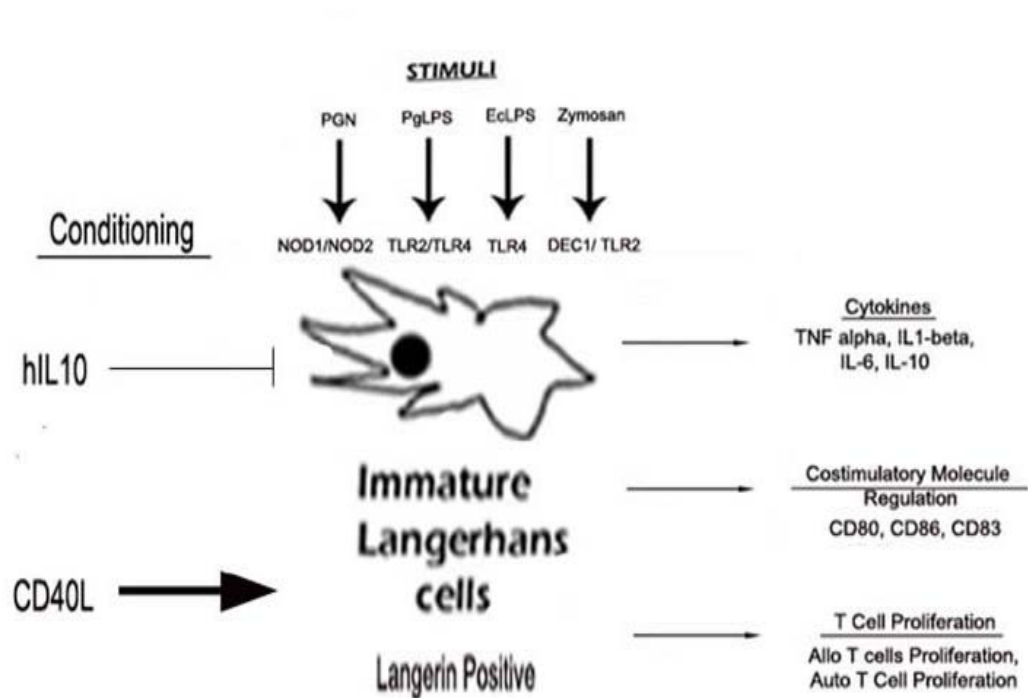 STIMULI
PGN PgLPS EcLPS Zymosan
Conditioning
NOD1/NOD2 TLR2/TLR4 TLR4 DEC1/ TLR2
hIL10
Cytokines
TNF alpha, IL1-beta,
IL-6, IL-10
Immature
Langerhans
cells
Costimulatory Molecule
Regulation
CD80, CD86, CD83
CD40L
Langerin Positive
T Cell Proliferation
Allo T cells Proliferation,
Auto T Cell Proliferation